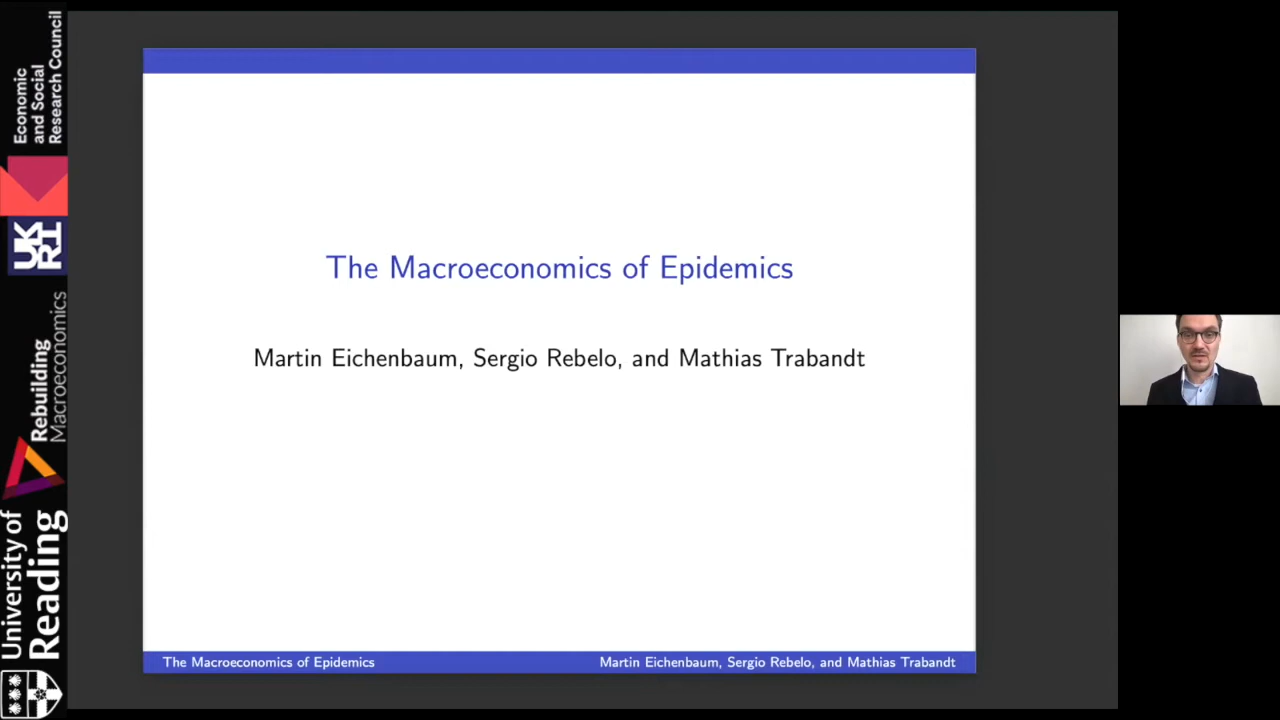 The Macroeconomics of Epidemics
Martin Eichenbaum, Sergio Rebelo, and Mathias Trabandt
The Macroeconomics of Epidemics
Martin Eichenbaum, Sergio Rebelo, and Mathias Trabandt
Economic
and Social
Research Council
UK
RI
Rebuilding
Macroeconomics
University of
Reading